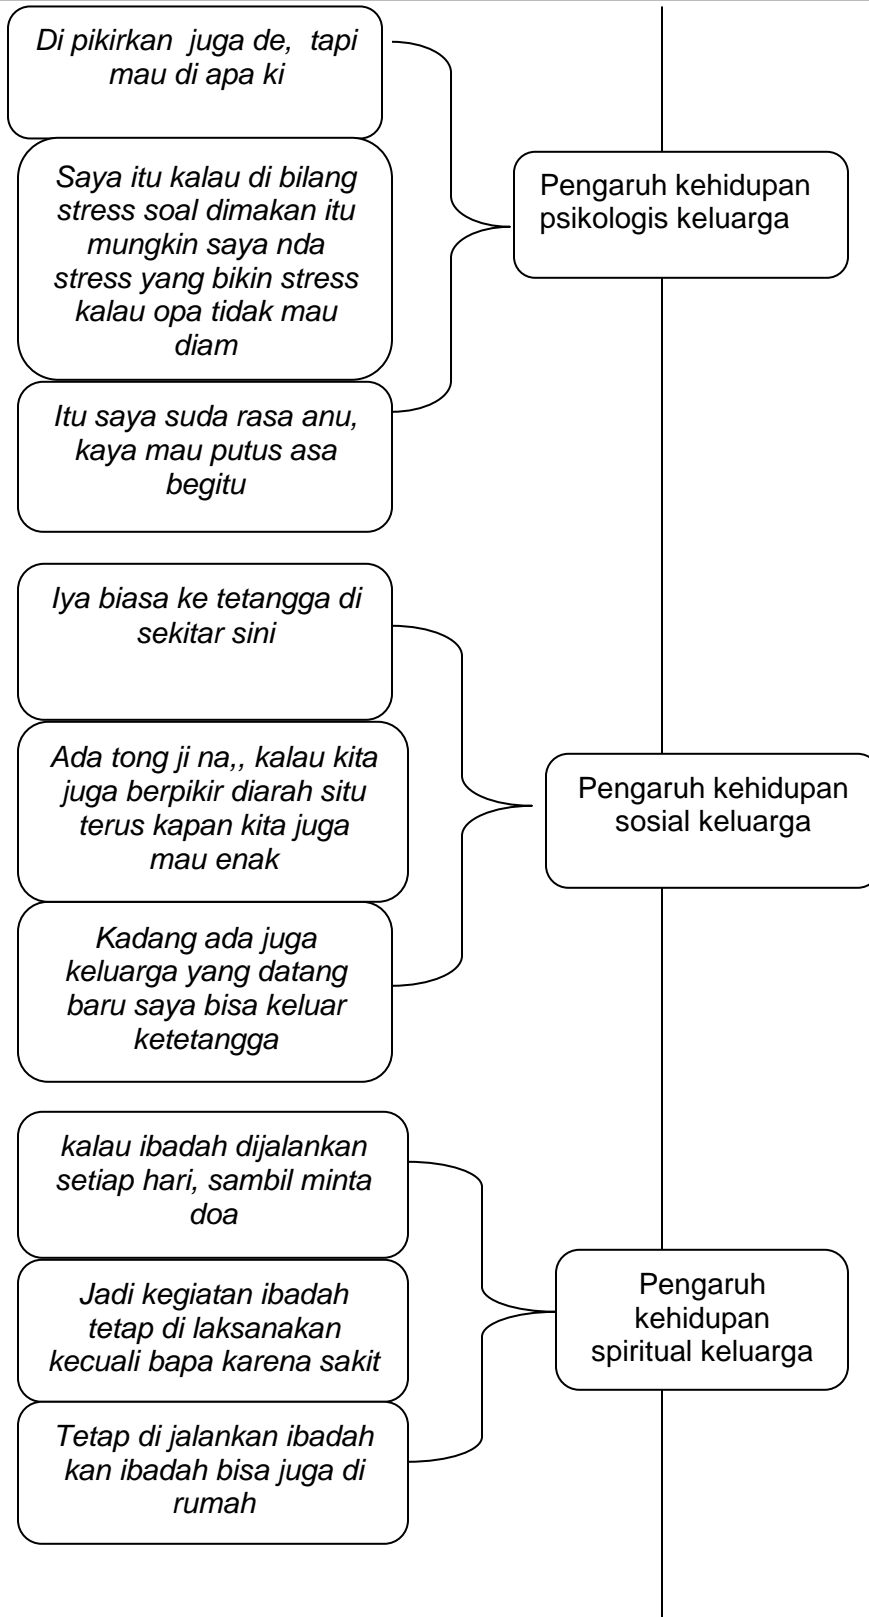 Di pikirkan  juga de,  tapi
mau di apa ki
Saya itu kalau di bilang
stress soal dimakan itu
mungkin saya nda
stress yang bikin stress
kalau opa tidak mau
diam
Itu saya suda rasa anu,
kaya mau putus asa
begitu
Pengaruh kehidupan
psikologis keluarga
Iya biasa ke tetangga di
sekitar sini
Ada tong ji na,, kalau kita
juga berpikir diarah situ
terus kapan kita juga
mau enak
Kadang ada juga
keluarga yang datang
baru saya bisa keluar
ketetangga
Pengaruh kehidupan
sosial keluarga
kalau ibadah dijalankan
setiap hari, sambil minta
doa
Jadi kegiatan ibadah
tetap di laksanakan
kecuali bapa karena sakit
Tetap di jalankan ibadah
kan ibadah bisa juga di
rumah
Pengaruh
kehidupan
spiritual keluarga